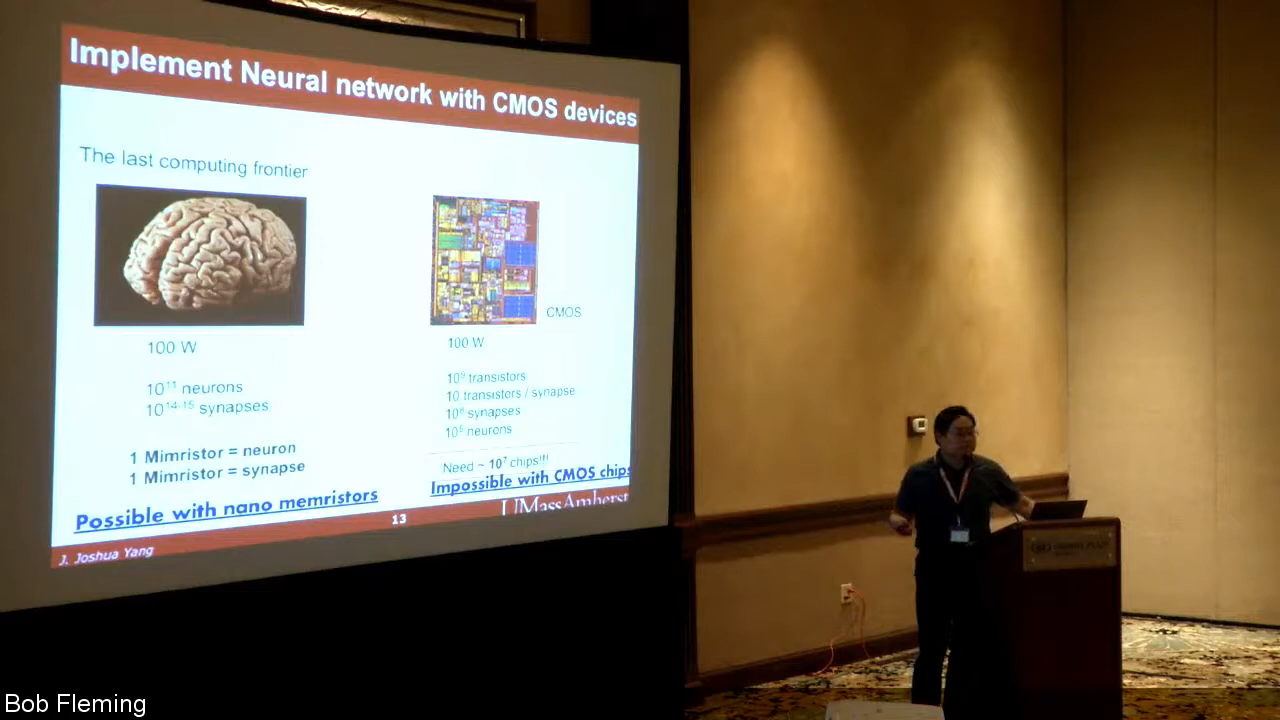 Implement Neural network with CMOS devices
The last computing frontier
CMOS
100 W
10¹¹ neurons
10¹⁴⁻¹⁵ synapses
1 Mimristor = neuron
1 Mimristor = synapse
Possible with nano memristors
100 W
10⁹ transistors
10 transistors / synapse
10⁸ synapses
10⁵ neurons
Need ~ 10⁷ chips!!!
Impossible with CMOS chips
UMassAmherst
13
J. Joshua Yang
Bob Fleming